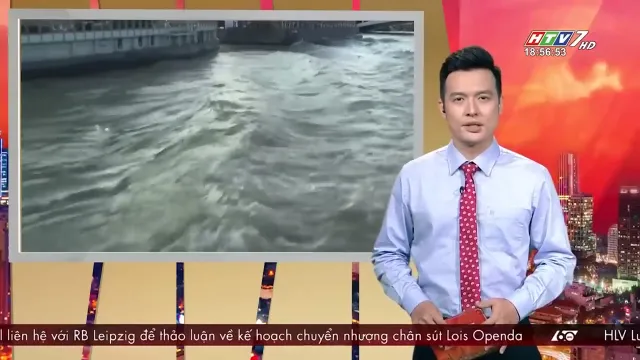 HTV7 HD
18:56:53
liên hệ với RB Leipzig để thảo luận về kế hoạch chuyển nhượng chân sút Lois Openda 60 HLV